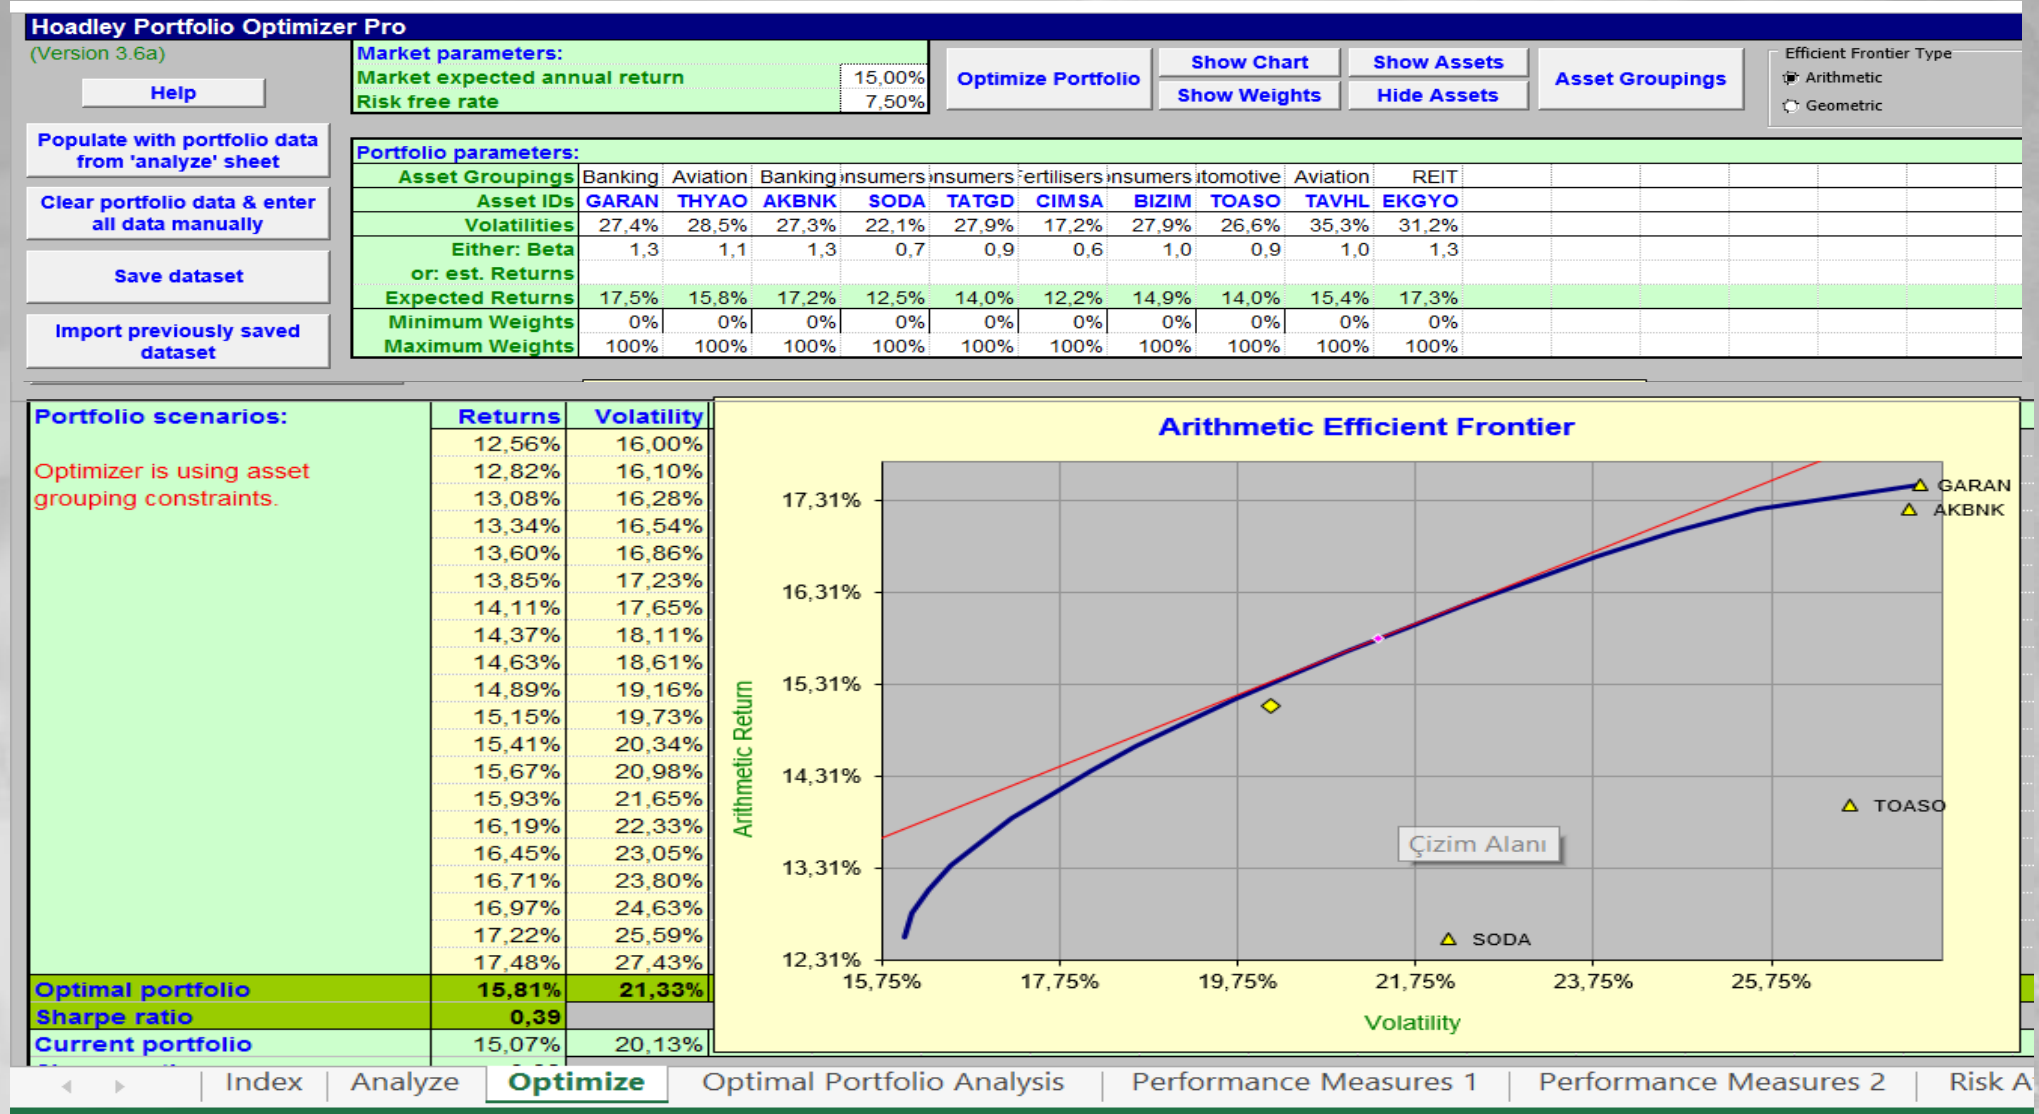 Hoadley Portfolio Optimizer Pro
(Version 3.6a)
Help
Populate with portfolio data
from 'analyze' sheet
Clear portfolio data & enter
all data manually
Save dataset
Import previously saved
dataset
Market parameters:
Market expected annual return 15,00%
Risk free rate 7,50%
Optimize Portfolio
Show Chart
Show Weights
Show Assets
Hide Assets
Asset Groupings
Efficient Frontier Type
Arithmetic
Geometric
Portfolio parameters:
Asset Groupings Banking Aviation Banking onsumers onsumers Fertilisers onsumers utomotive Aviation REIT
Asset IDs GARAN THYAO AKBNK SODA TATGD CIMSA BIZIM TOASO TAVHL EKGYO
Volatilities 27,4% 28,5% 27,3% 22,1% 27,9% 17,2% 27,9% 26,6% 35,3% 31,2%
Either: Beta 1,3 1,1 1,3 0,7 0,9 0,6 1,0 0,9 1,0 1,3
or: est. Returns
Expected Returns 17,5% 15,8% 17,2% 12,5% 14,0% 12,2% 14,9% 14,0% 15,4% 17,3%
Minimum Weights 0% 0% 0% 0% 0% 0% 0% 0% 0% 0%
Maximum Weights 100% 100% 100% 100% 100% 100% 100% 100% 100% 100%
Portfolio scenarios: Returns Volatility
Optimizer is using asset
grouping constraints.
12,56% 16,00%
12,82% 16,10%
13,08% 16,28%
13,34% 16,54%
13,60% 16,86%
13,85% 17,23%
14,11% 17,65%
14,37% 18,11%
14,63% 18,61%
14,89% 19,16%
15,15% 19,73%
15,41% 20,34%
15,67% 20,98%
15,93% 21,65%
16,19% 22,33%
16,45% 23,05%
16,71% 23,80%
16,97% 24,63%
17,22% 25,59%
17,48% 27,43%
Optimal portfolio 15,81% 21,33%
Sharpe ratio 0,39
Current portfolio 15,07% 20,13%
Arithmetic Efficient Frontier
Arithmetic Return
17,31%
16,31%
15,31%
14,31%
13,31%
12,31%
GARAN
AKBNK
TOASO
Çizim Alanı
SODA
15,75% 17,75% 19,75% 21,75% 23,75% 25,75%
Volatility
Index Analyze Optimize Optimal Portfolio Analysis Performance Measures 1 Performance Measures 2 Risk A